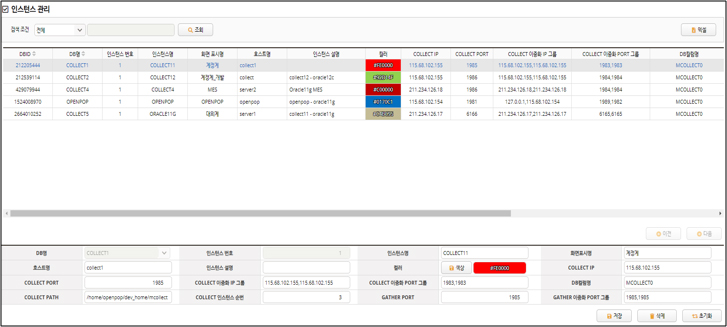 인스턴스 관리
검색 조건 전체 조회 엑셀
DBID DB명 인스턴스 번호 인스턴스명 화면 표시명 호스트명 인스턴스 설명 컬러 COLLECT IP COLLECT PORT COLLECT 이중화 IP 그룹 COLLECT 이중화 PORT 그룹 DB컬럼명
212205444 COLLECT1 1 COLLECT11 계정계 collect1 #FE0000 115.68.102.155 1985 115.68.102.155,115.68.102.155 1983,1983 MCOLLECT0
312539114 COLLECT2 1 COLLECT12 계정계_개발 collect collect12 - oracle12c 115.68.102.155 1986 115.68.102.155,115.68.102.155 1984,1984 MCOLLECT0
429079944 COLLECT4 1 COLLECT4 MES server2 Oracle11g MES #C00000 211.234.126.18 1986 211.234.126.18,211.234.126.18 1984,1984 MCOLLECT0
1524008970 OPENPOP 1 OPENPOP OPENPOP openpop openpop - oracle11g #0170C1 115.68.102.154 1981 127.0.0.1,115.68.102.154 1989,1982 MCOLLECT0
2664010252 COLLECT5 1 ORACLE11G 대외계 server1 collect11 - oracle11g 211.234.126.17 6166 211.234.126.17,211.234.126.17 6165,6165 MCOLLECT0
이전 다음
DB명 COLLECT1 인스턴스 번호 1 인스턴스명 COLLECT11 화면표시명 계정계
호스트명 collect1 인스턴스 설명 컬러 색상 #FE0000 COLLECT IP 115.68.102.155
COLLECT PORT 1985 COLLECT 이중화 IP 그룹 115.68.102.155,115.68.102.155 COLLECT 이중화 PORT 그룹 1983,1983 DB컬럼명 MCOLLECT0
COLLECT PATH /home/openpop/dev_home/mcollect COLLECT 인스턴스 순번 3 GATHER PORT 1985 GATHER 이중화 PORT 그룹 1985,1985
저장 삭제 초기화